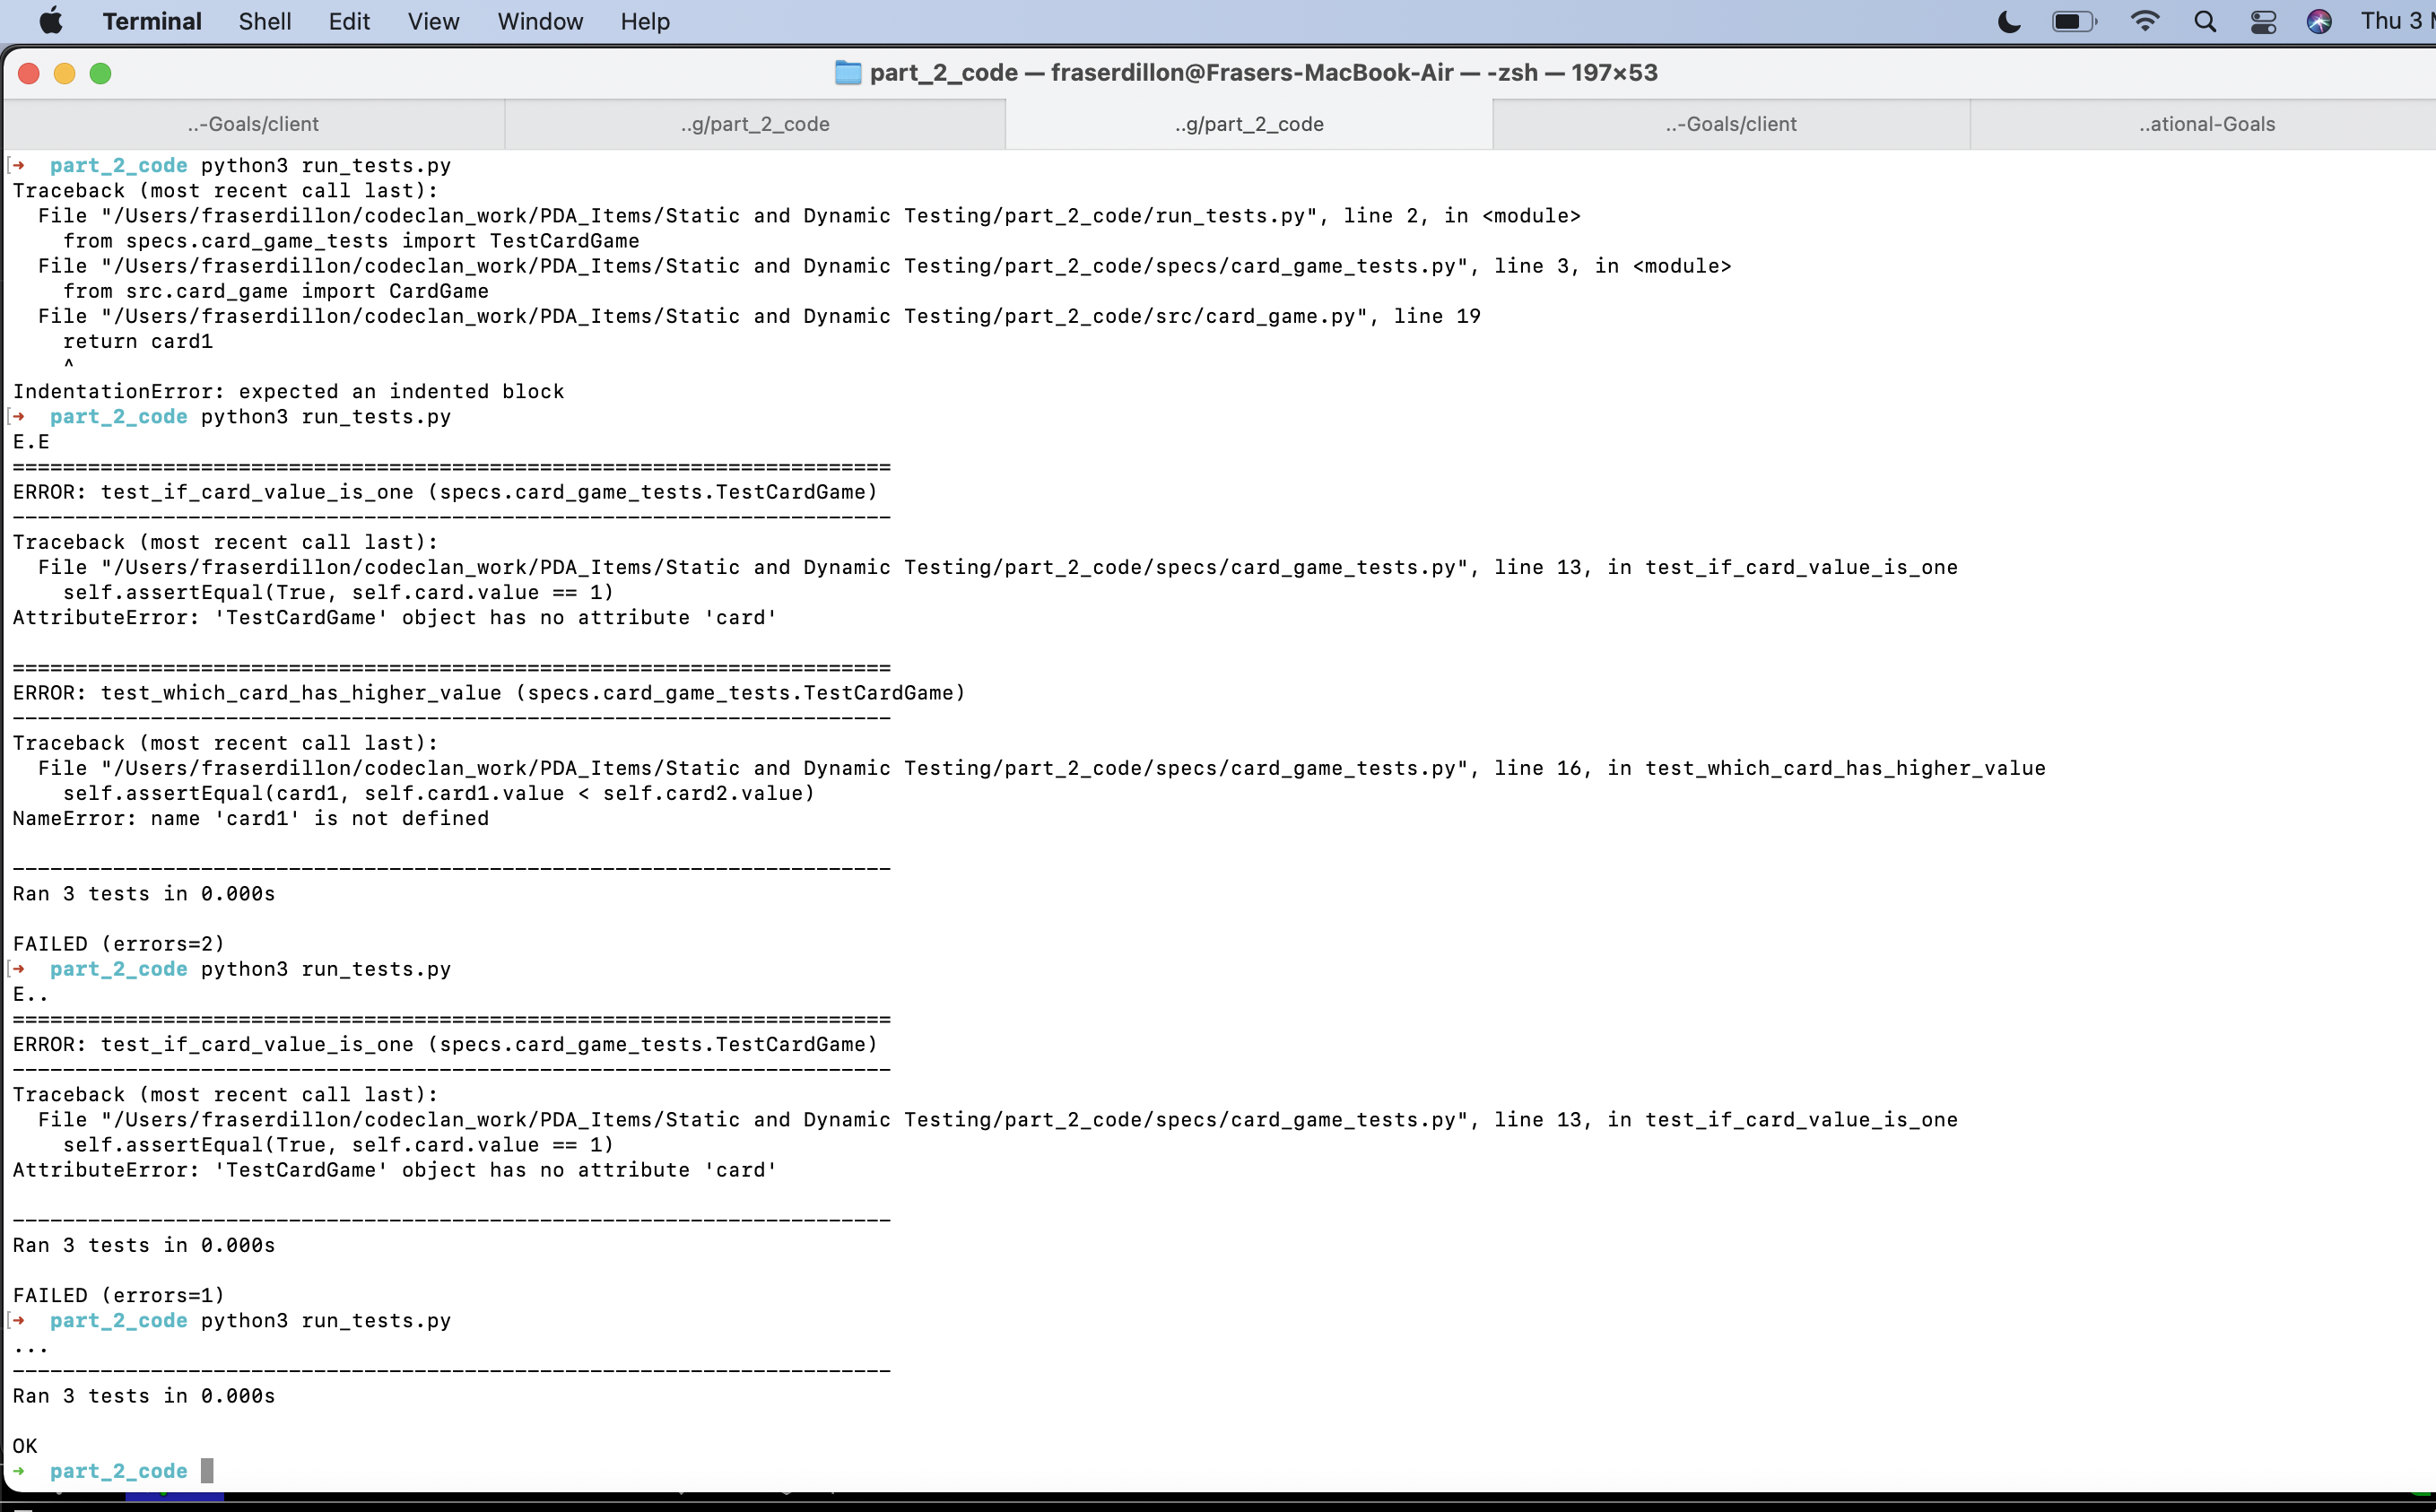 Terminal Shell Edit View Window Help Thu 3
part_2_code — fraserdillon@Frasers-MacBook-Air — -zsh — 197×53
..-Goals/client ..g/part_2_code ..g/part_2_code ..-Goals/client ..ational-Goals
[➜  part_2_code python3 run_tests.py
Traceback (most recent call last):
  File "/Users/fraserdillon/codeclan_work/PDA_Items/Static and Dynamic Testing/part_2_code/run_tests.py", line 2, in <module>
    from specs.card_game_tests import TestCardGame
  File "/Users/fraserdillon/codeclan_work/PDA_Items/Static and Dynamic Testing/part_2_code/specs/card_game_tests.py", line 3, in <module>
    from src.card_game import CardGame
  File "/Users/fraserdillon/codeclan_work/PDA_Items/Static and Dynamic Testing/part_2_code/src/card_game.py", line 19
    return card1
    ^
IndentationError: expected an indented block
[➜  part_2_code python3 run_tests.py
E.E
======================================================================
ERROR: test_if_card_value_is_one (specs.card_game_tests.TestCardGame)
----------------------------------------------------------------------
Traceback (most recent call last):
  File "/Users/fraserdillon/codeclan_work/PDA_Items/Static and Dynamic Testing/part_2_code/specs/card_game_tests.py", line 13, in test_if_card_value_is_one
    self.assertEqual(True, self.card.value == 1)
AttributeError: 'TestCardGame' object has no attribute 'card'
======================================================================
ERROR: test_which_card_has_higher_value (specs.card_game_tests.TestCardGame)
----------------------------------------------------------------------
Traceback (most recent call last):
  File "/Users/fraserdillon/codeclan_work/PDA_Items/Static and Dynamic Testing/part_2_code/specs/card_game_tests.py", line 16, in test_which_card_has_higher_value
    self.assertEqual(card1, self.card1.value < self.card2.value)
NameError: name 'card1' is not defined
----------------------------------------------------------------------
Ran 3 tests in 0.000s
FAILED (errors=2)
[➜  part_2_code python3 run_tests.py
E..
======================================================================
ERROR: test_if_card_value_is_one (specs.card_game_tests.TestCardGame)
----------------------------------------------------------------------
Traceback (most recent call last):
  File "/Users/fraserdillon/codeclan_work/PDA_Items/Static and Dynamic Testing/part_2_code/specs/card_game_tests.py", line 13, in test_if_card_value_is_one
    self.assertEqual(True, self.card.value == 1)
AttributeError: 'TestCardGame' object has no attribute 'card'
----------------------------------------------------------------------
Ran 3 tests in 0.000s
FAILED (errors=1)
[➜  part_2_code python3 run_tests.py
...
----------------------------------------------------------------------
Ran 3 tests in 0.000s
OK
➜  part_2_code